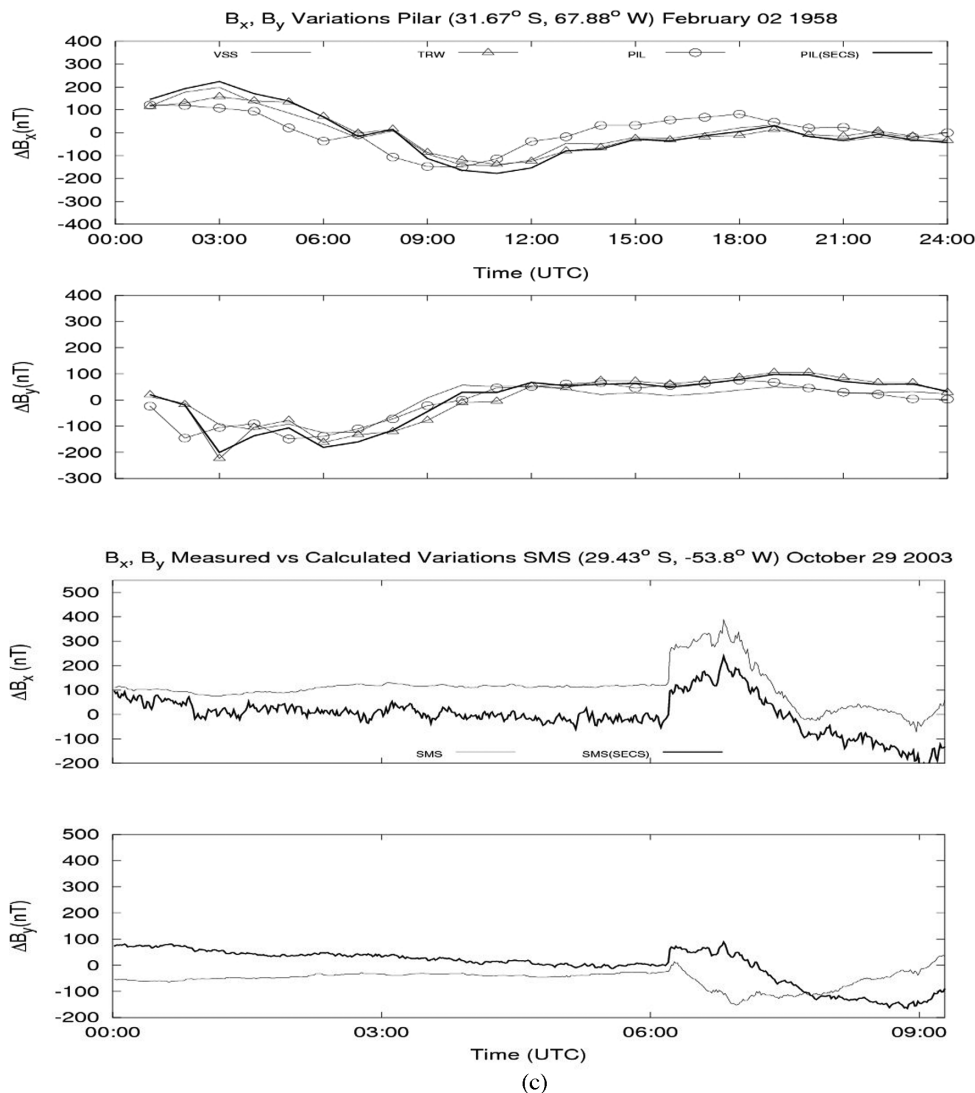 Bx, By Variations Pilar (31.67° S, 67.88° W) February 02 1958
400
300
200
100
0
-100
-200
-300
-400
ΔBx(nT)
VSS TRW PIL PIL(SECS)
00:00 03:00 06:00 09:00 12:00 15:00 18:00 21:00 24:00
Time (UTC)
400
300
200
100
0
-100
-200
-300
ΔBy(nT)
Bx, By Measured vs Calculated Variations SMS (29.43° S, -53.8° W) October 29 2003
500
400
300
200
100
0
-100
-200
ΔBx(nT)
SMS SMS(SECS)
500
400
300
200
100
0
-100
-200
ΔBy(nT)
00:00 03:00 06:00 09:00
Time (UTC)
(c)